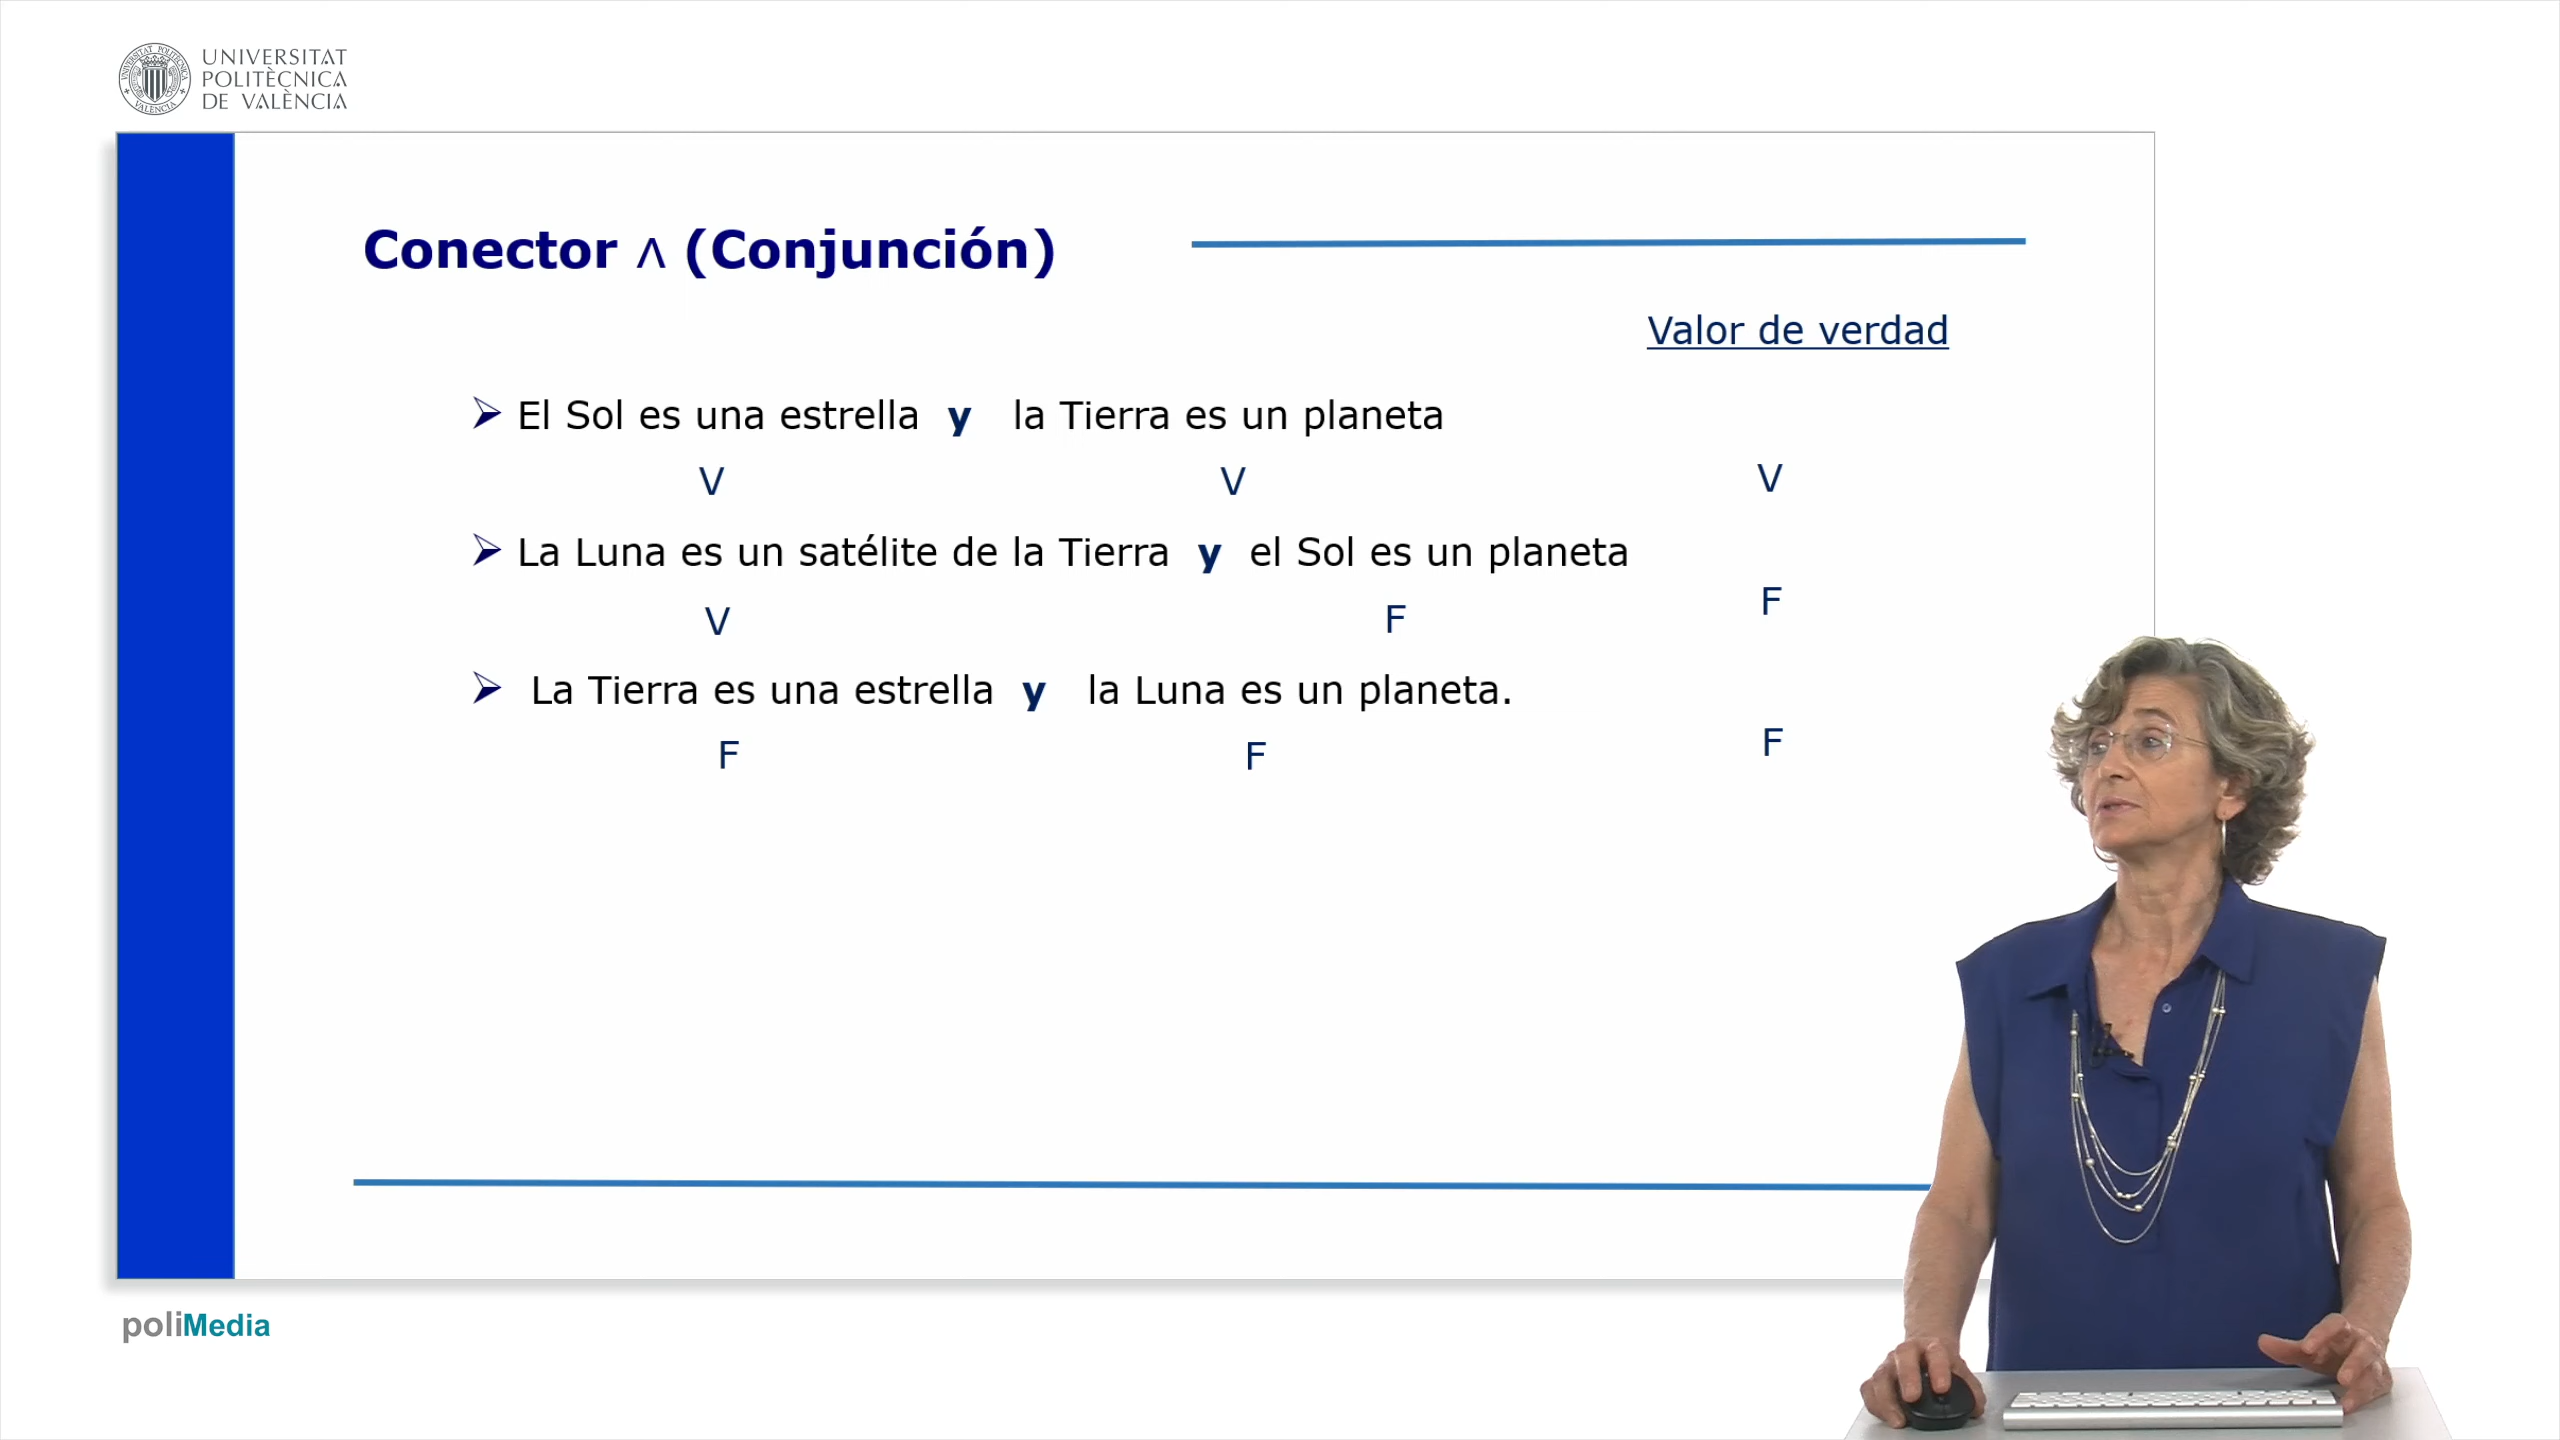 UNIVERSITAT
POLITÈCNICA
DE VALÈNCIA
Conector ∧ (Conjunción)
Valor de verdad
El Sol es una estrella y la Tierra es un planeta
V V V
La Luna es un satélite de la Tierra y el Sol es un planeta
V F F
La Tierra es una estrella y la Luna es un planeta.
F F F
poliMedia